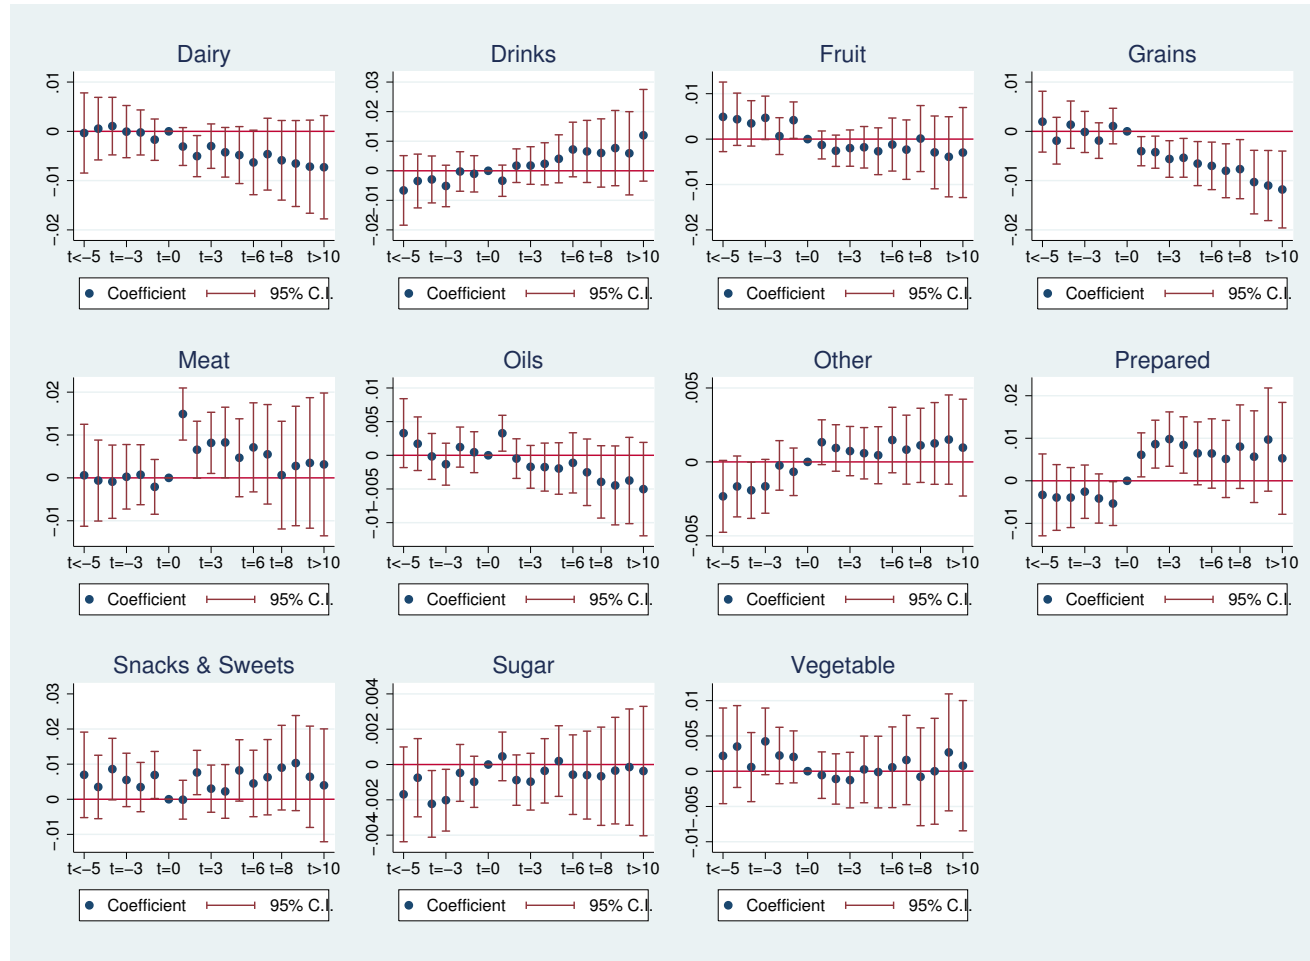 Dairy
.01
0
−.01
−.02
t<−5 t=−3 t=0 t=3 t=6 t=8 t>10
Coefficient 95% C.I.
Drinks
.03
.02
.01
0
−.01
−.02
t<−5 t=−3 t=0 t=3 t=6 t=8 t>10
Coefficient 95% C.I.
Fruit
.01
0
−.01
−.02
t<−5 t=−3 t=0 t=3 t=6 t=8 t>10
Coefficient 95% C.I.
Grains
.01
0
−.01
−.02
t<−5 t=−3 t=0 t=3 t=6 t=8 t>10
Coefficient 95% C.I.
Meat
.02
.01
0
−.01
t<−5 t=−3 t=0 t=3 t=6 t=8 t>10
Coefficient 95% C.I.
Oils
.01
.005
0
−.005
−.01
t<−5 t=−3 t=0 t=3 t=6 t=8 t>10
Coefficient 95% C.I.
Other
.005
0
−.005
t<−5 t=−3 t=0 t=3 t=6 t=8 t>10
Coefficient 95% C.I.
Prepared
.02
.01
0
−.01
t<−5 t=−3 t=0 t=3 t=6 t=8 t>10
Coefficient 95% C.I.
Snacks & Sweets
.03
.02
.01
0
−.01
t<−5 t=−3 t=0 t=3 t=6 t=8 t>10
Coefficient 95% C.I.
Sugar
.004
.002
0
−.002
−.004
t<−5 t=−3 t=0 t=3 t=6 t=8 t>10
Coefficient 95% C.I.
Vegetable
.01
.005
0
−.005
−.01
t<−5 t=−3 t=0 t=3 t=6 t=8 t>10
Coefficient 95% C.I.